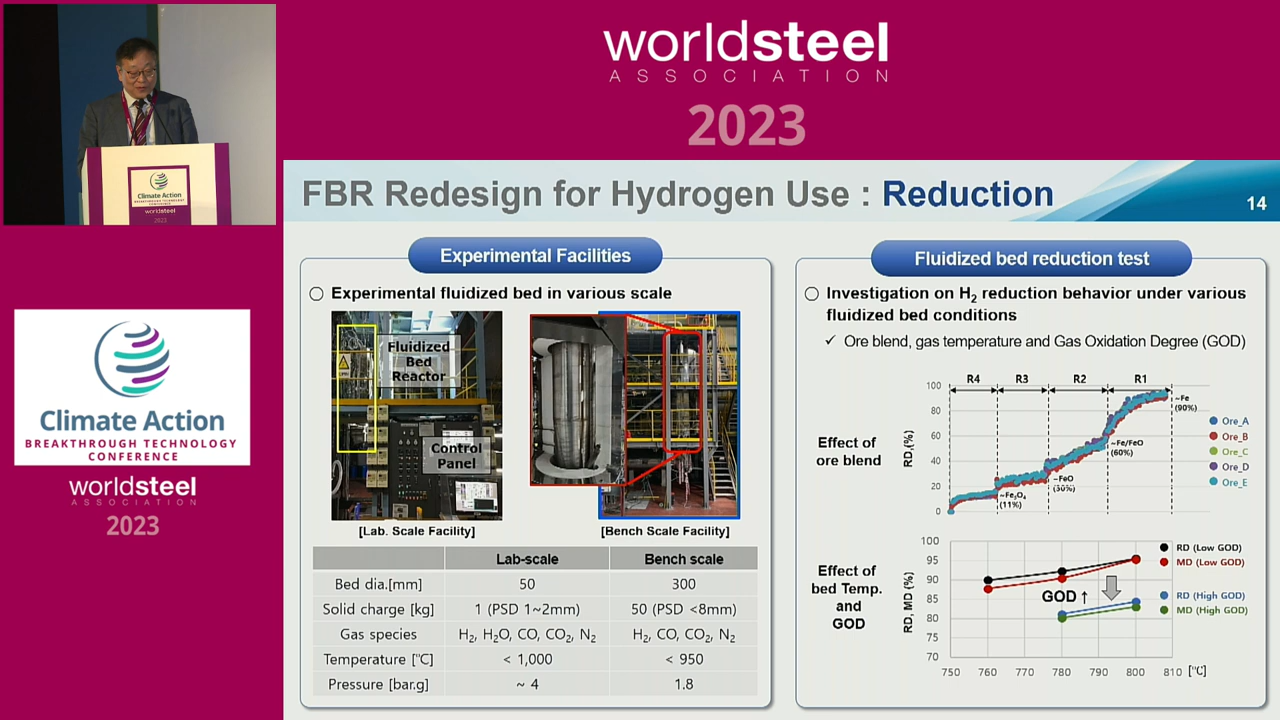 worldsteel
ASSOCIATION
2023
Climate Action
BREAKTHROUGH TECHNOLOGY
CONFERENCE
worldsteel
2023
Climate Action
BREAKTHROUGH TECHNOLOGY
CONFERENCE
worldsteel
ASSOCIATION
2023
FBR Redesign for Hydrogen Use : Reduction
14
Experimental Facilities
○ Experimental fluidized bed in various scale
Fluidized
Bed
Reactor
Control
Panel
[Lab. Scale Facility]
[Bench Scale Facility]
Lab-scale Bench scale
Bed dia.[mm] 50 300
Solid charge [kg] 1 (PSD 1~2mm) 50 (PSD <8mm)
Gas species H₂, H₂O, CO, CO₂, N₂ H₂, CO, CO₂, N₂
Temperature [℃] < 1,000 < 950
Pressure [bar.g] ~ 4 1.8
Fluidized bed reduction test
○ Investigation on H₂ reduction behavior under various
fluidized bed conditions
✓ Ore blend, gas temperature and Gas Oxidation Degree (GOD)
Effect of
ore blend
RD,(%)
100
80
60
40
20
0
R4 R3 R2 R1
~Fe
(90%)
~Fe/FeO
(60%)
~FeO
(30%)
~Fe₃O₄
(11%)
Ore_A
Ore_B
Ore_C
Ore_D
Ore_E
Effect of
bed Temp.
and
GOD
RD, MD (%)
100
95
90
85
80
75
70
GOD ↑
RD (Low GOD)
MD (Low GOD)
RD (High GOD)
MD (High GOD)
750 760 770 780 790 800 810 [℃]